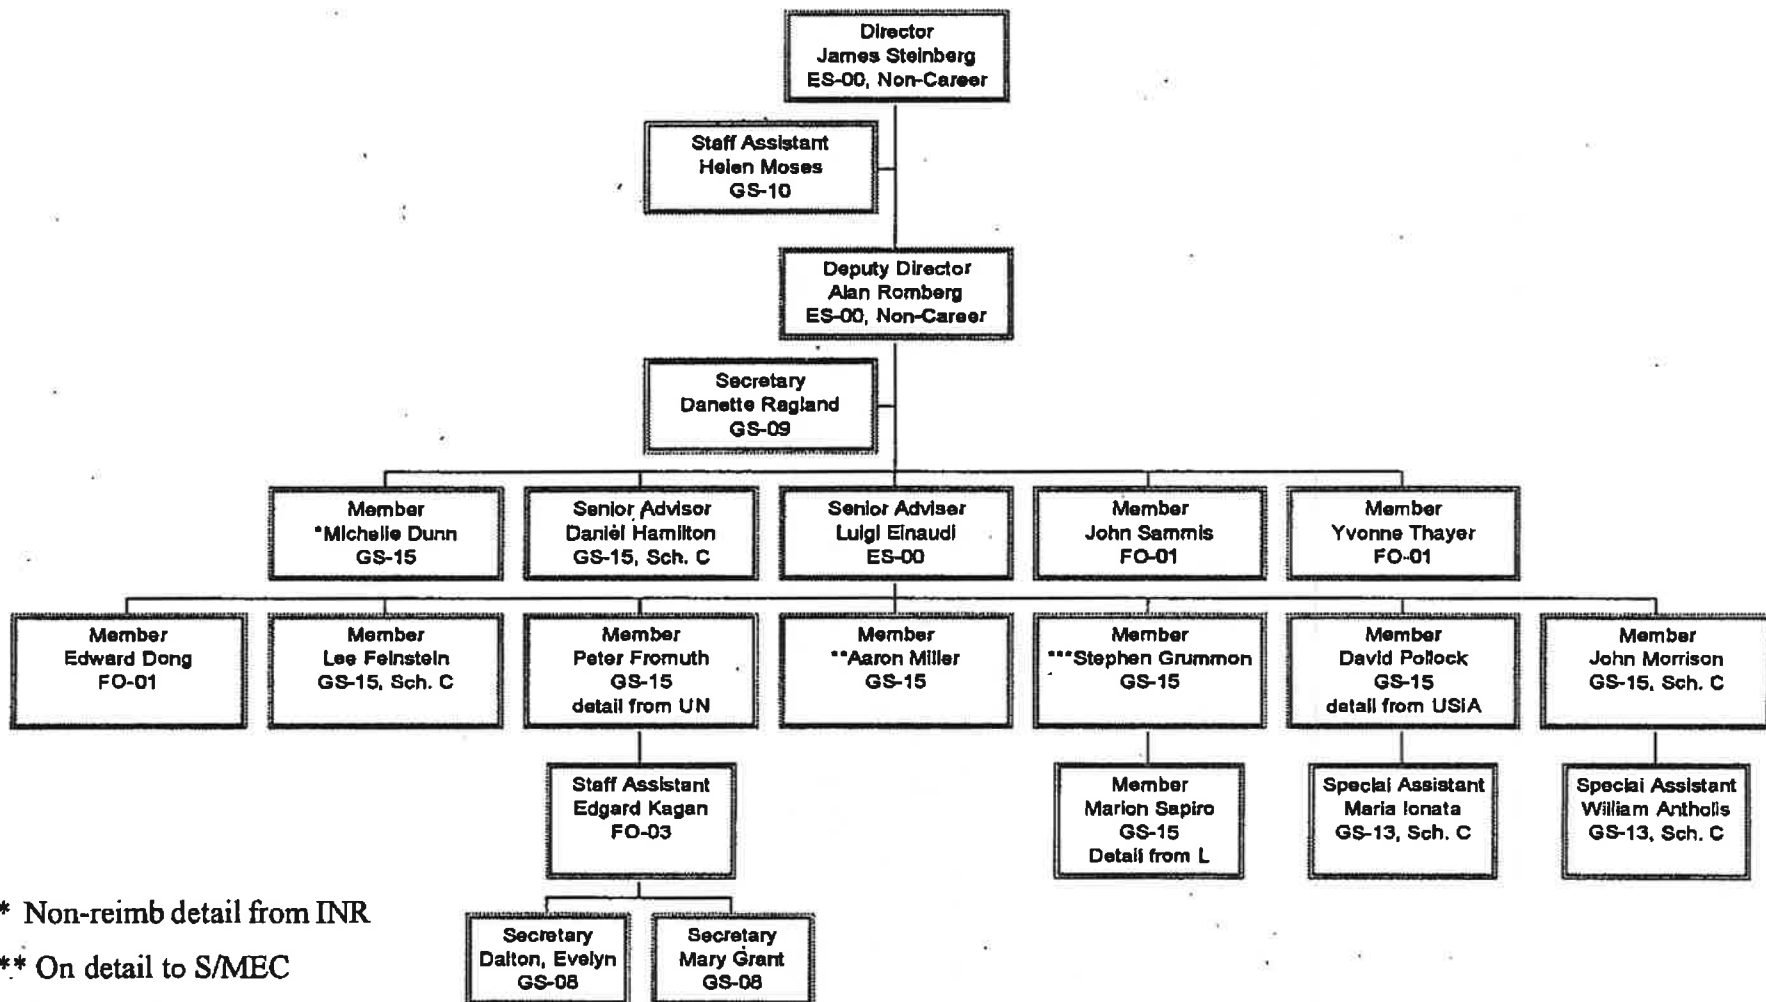 Director
James Steinberg
ES-00, Non-Career
Staff Assistant
Helen Moses
GS-10
Deputy Director
Alan Romberg
ES-00, Non-Career
Secretary
Danette Ragland
GS-09
Member
*Michelle Dunn
GS-15
Senior Advisor
Daniel Hamilton
GS-15, Sch. C
Senior Adviser
Luigi Einaudi
ES-00
Member
John Sammis
FO-01
Member
Yvonne Thayer
FO-01
Member
Edward Dong
FO-01
Member
Lee Feinstein
GS-15, Sch. C
Member
Peter Fromuth
GS-15
detail from UN
Member
**Aaron Miller
GS-15
Member
***Stephen Grummon
GS-15
Member
David Pollock
GS-15
detail from USIA
Member
John Morrison
GS-15, Sch. C
Staff Assistant
Edgard Kagan
FO-03
Member
Marion Sapiro
GS-15
Detail from L
Special Assistant
Maria Ionata
GS-13, Sch. C
Special Assistant
William Antholis
GS-13, Sch. C
Secretary
Dalton, Evelyn
GS-08
Secretary
Mary Grant
GS-08
* Non-reimb detail from INR
** On detail to S/MEC